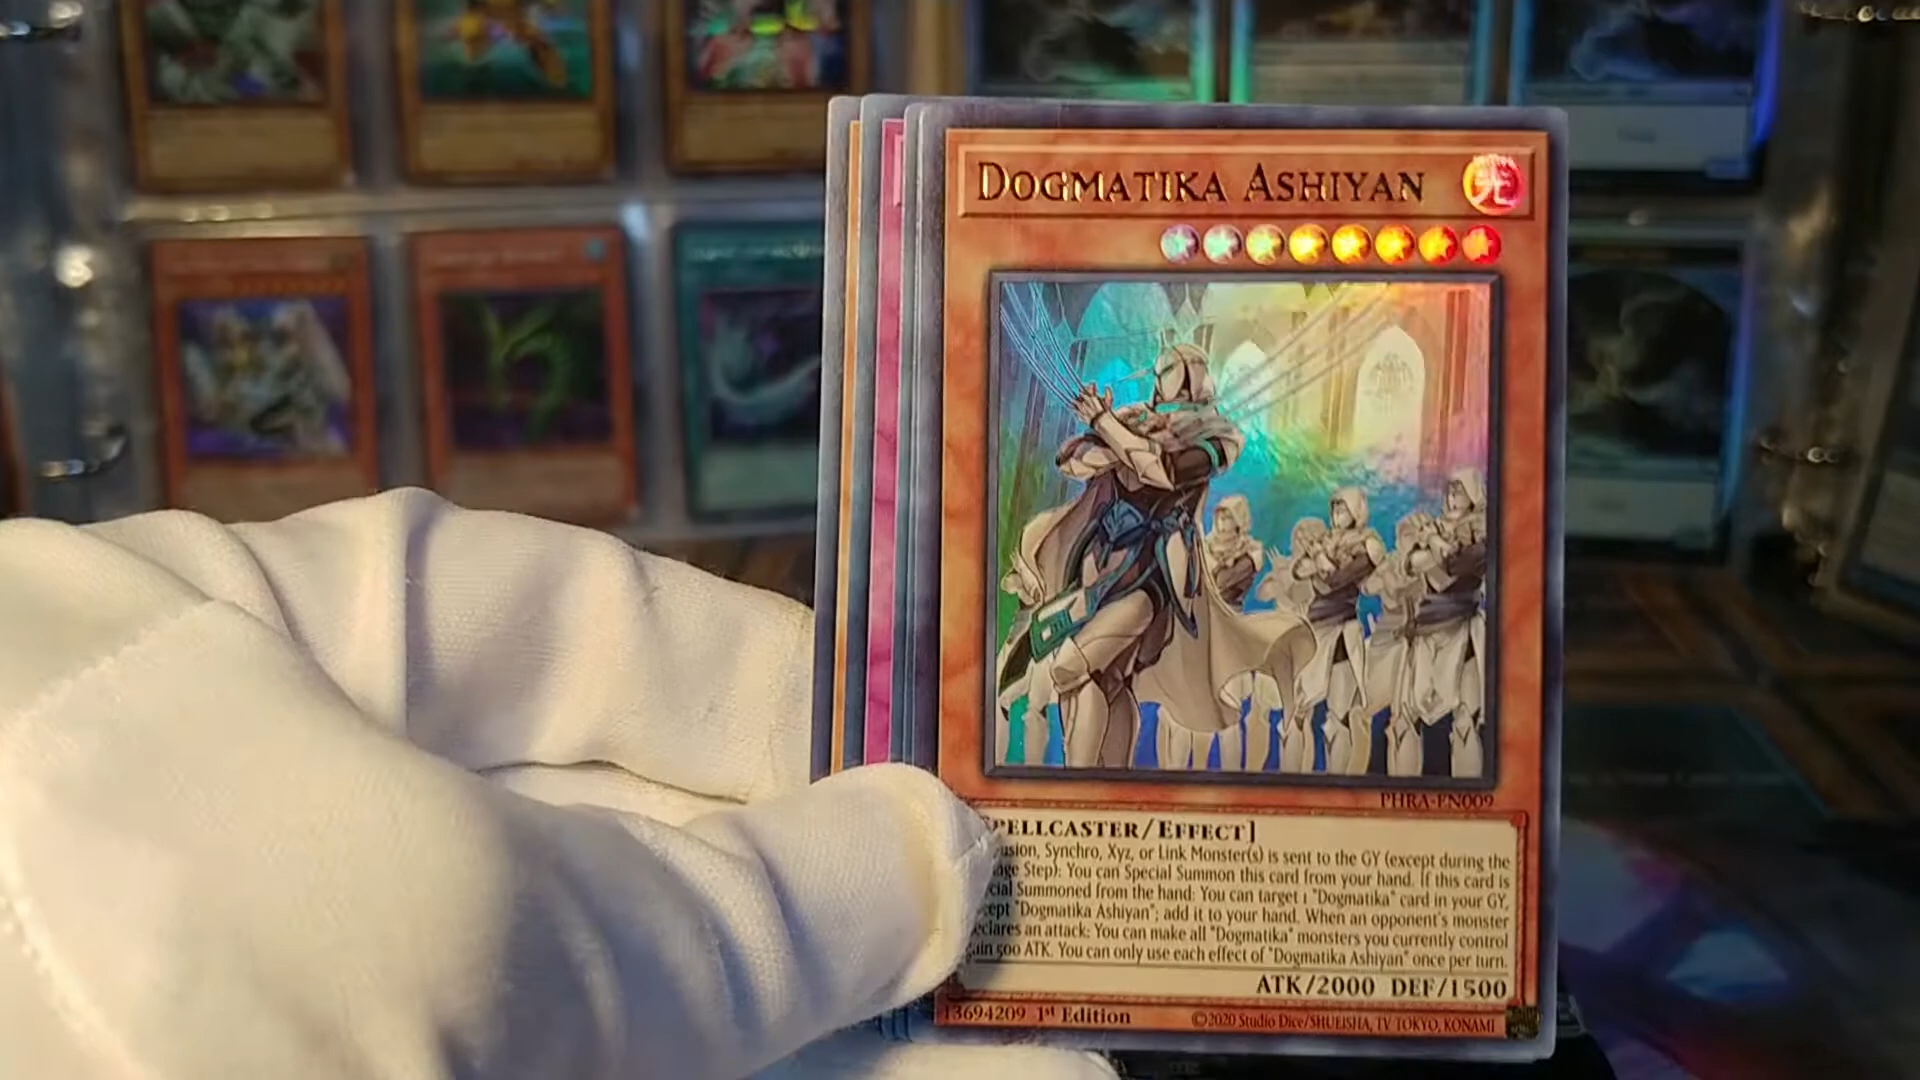 DOGMATIKA ASHIYAN
光
PHRA-EN009
PELLCASTER/EFFECT]
usion, Synchro, Xyz, or Link Monster(s) is sent to the GY (except during the
age Step): You can Special Summon this card from your hand. If this card is
cial Summoned from the hand: You can target 1 "Dogmatika" card in your GY,
cept "Dogmatika Ashiyan"; add it to your hand. When an opponent's monster
eclares an attack: You can make all "Dogmatika" monsters you currently control
ain 500 ATK. You can only use each effect of "Dogmatika Ashiyan" once per turn.
ATK/2000 DEF/1500
13694209 1st Edition
©2020 Studio Dice/SHUEISHA, TV TOKYO, KONAMI